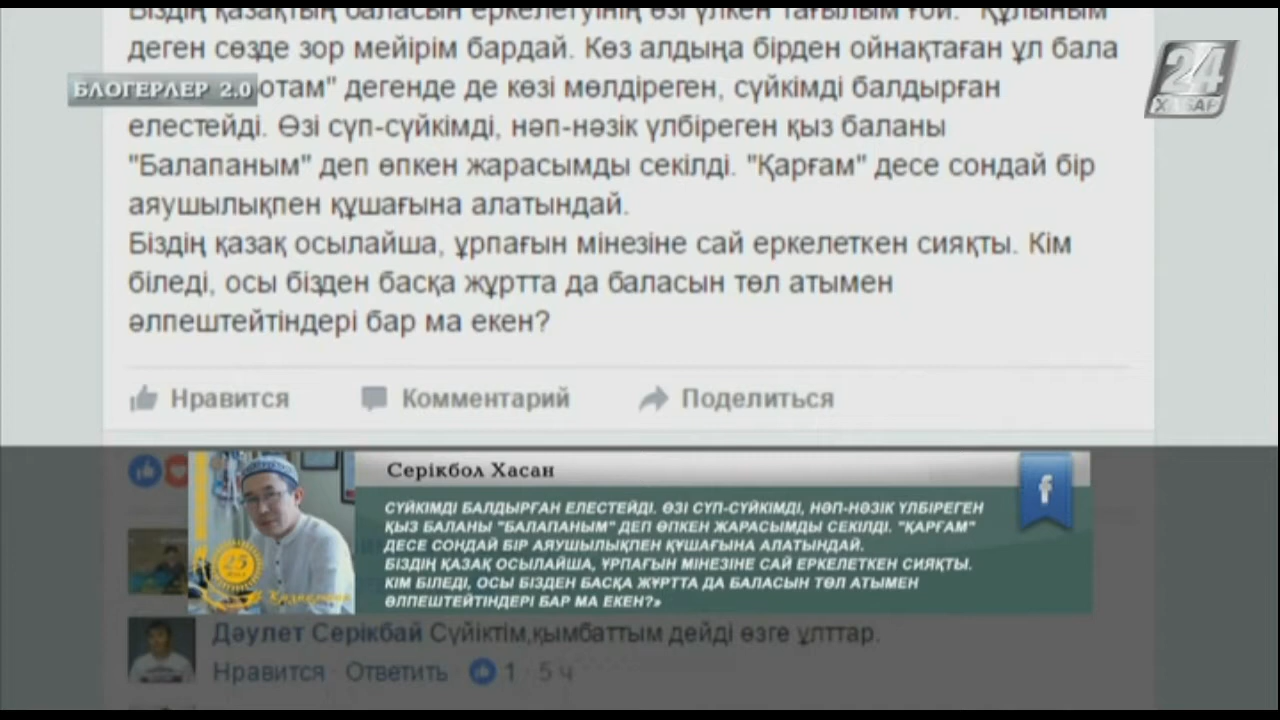 Біздің қазақтың баласын еркелетуінің өзі үлкен тағылым ғой. "Құлыным"
деген сөзде зор мейірім бардай. Көз алдыңа бірден ойнақтаған ұл бала
24
ХАБАР
БЛОГЕРЛЕР 2.0
отам" дегенде де көзі мөлдіреген, сүйкімді балдырған
елестейді. Өзі сүп-сүйкімді, нәп-нәзік үлбіреген қыз баланы
"Балапаным" деп өпкен жарасымды секілді. "Қарғам" десе сондай бір
аяушылықпен құшағына алатындай.
Біздің қазақ осылайша, ұрпағын мінезіне сай еркелеткен сияқты. Кім
біледі, осы бізден басқа жұртта да баласын төл атымен
әлпештейтіндері бар ма екен?
Нравится Комментарий Поделиться
Серікбол Хасан
СҮЙКІМДІ БАЛДЫРҒАН ЕЛЕСТЕЙДІ. ӨЗІ СҮП-СҮЙКІМДІ, НӘП-НӘЗІК ҮЛБІРЕГЕН
ҚЫЗ БАЛАНЫ "БАЛАПАНЫМ" ДЕП ӨПКЕН ЖАРАСЫМДЫ СЕКІЛДІ. "ҚАРҒАМ"
ДЕСЕ СОНДАЙ БІР АЯУШЫЛЫҚПЕН ҚҰШАҒЫНА АЛАТЫНДАЙ.
БІЗДІҢ ҚАЗАҚ ОСЫЛАЙША, ҰРПАҒЫН МІНЕЗІНЕ САЙ ЕРКЕЛЕТКЕН СИЯҚТЫ.
КІМ БІЛЕДІ, ОСЫ БІЗДЕН БАСҚА ЖҰРТТА ДА БАЛАСЫН ТӨЛ АТЫМЕН
ӘЛПЕШТЕЙТІНДЕРІ БАР МА ЕКЕН?»
25
Дәулет Серікбай Сүйіктім,қымбаттым дейді өзге ұлттар.
Нравится · Ответить · 1 · 5 ч